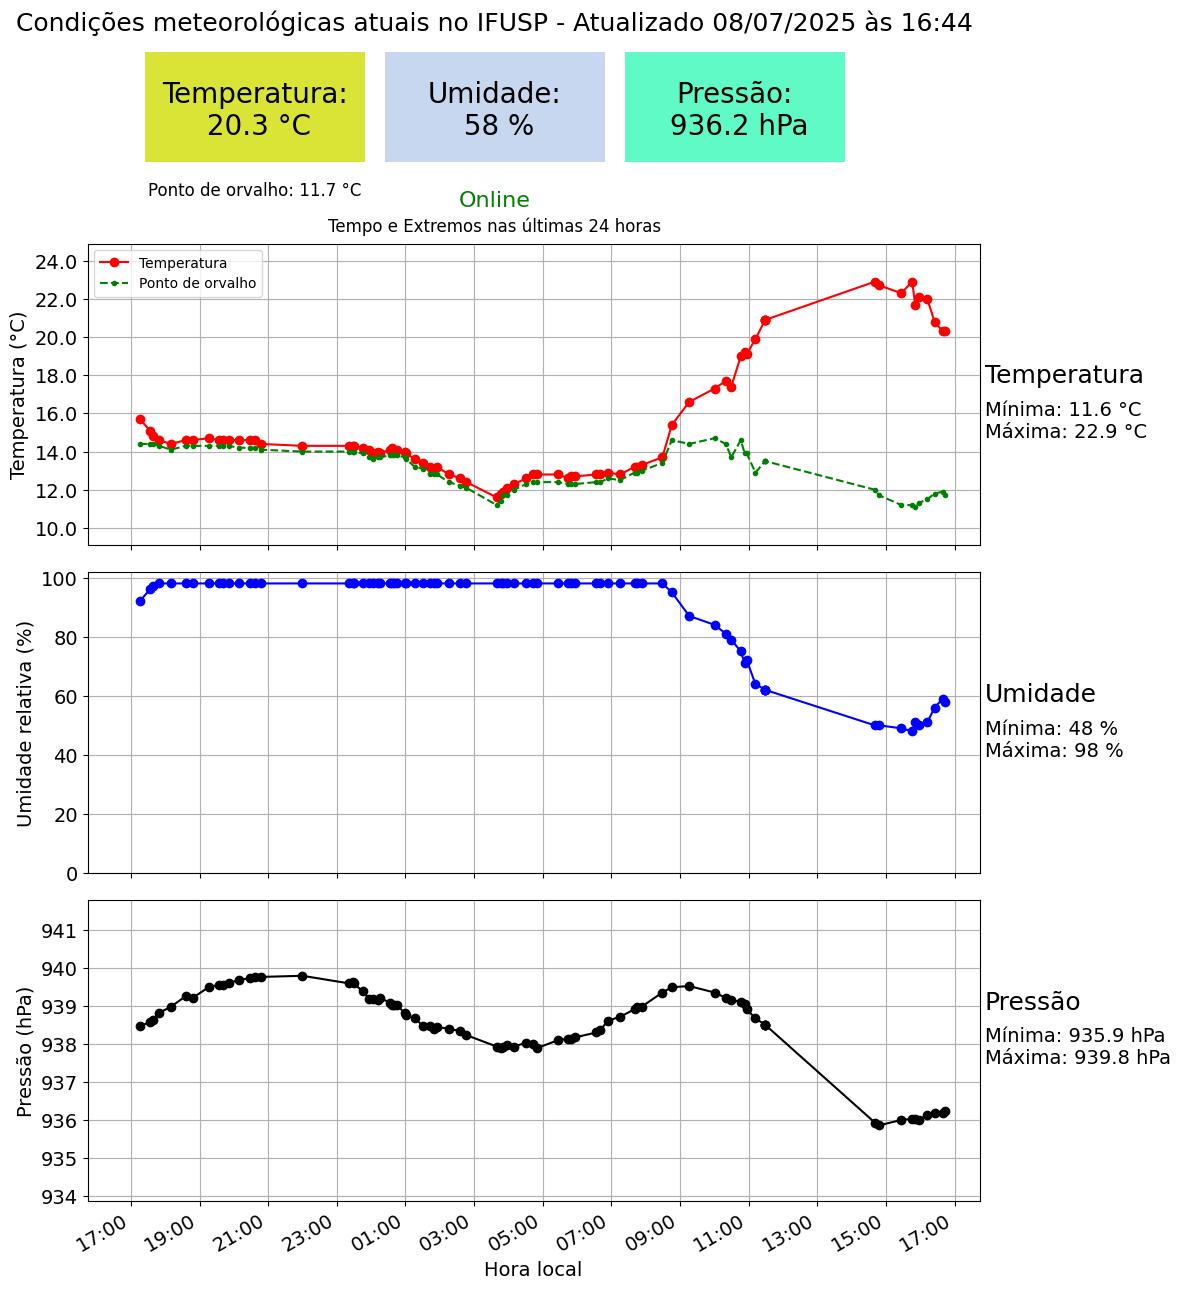 Condições meteorológicas atuais no IFUSP - Atualizado 08/07/2025 às 16:44
Temperatura:
20.3 °C
Umidade:
58 %
Pressão:
936.2 hPa
Ponto de orvalho: 11.7 °C
Online
Tempo e Extremos nas últimas 24 horas
Temperatura
Ponto de orvalho
Temperatura (°C)
24.0
22.0
20.0
18.0
16.0
14.0
12.0
10.0
Temperatura
Mínima: 11.6 °C
Máxima: 22.9 °C
Umidade relativa (%)
100
80
60
40
20
0
Umidade
Mínima: 48 %
Máxima: 98 %
Pressão (hPa)
941
940
939
938
937
936
935
934
Pressão
Mínima: 935.9 hPa
Máxima: 939.8 hPa
17:00
19:00
21:00
23:00
01:00
03:00
05:00
07:00
09:00
11:00
13:00
15:00
17:00
Hora local